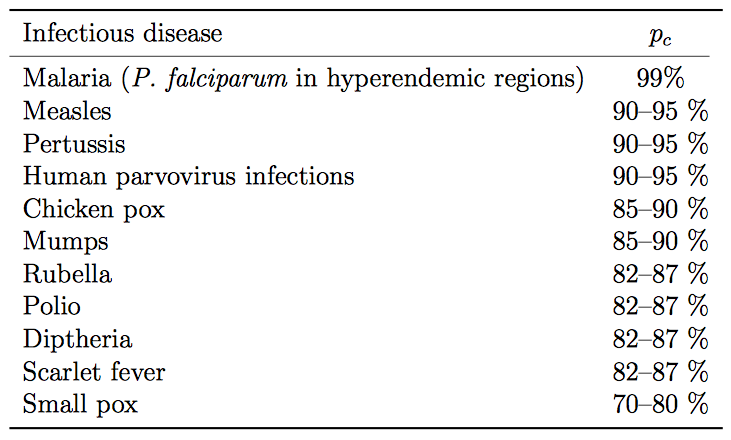 Infectious disease p_c
Malaria (P. falciparum in hyperendemic regions) 99%
Measles 90–95 %
Pertussis 90–95 %
Human parvovirus infections 90–95 %
Chicken pox 85–90 %
Mumps 85–90 %
Rubella 82–87 %
Polio 82–87 %
Diptheria 82–87 %
Scarlet fever 82–87 %
Small pox 70–80 %